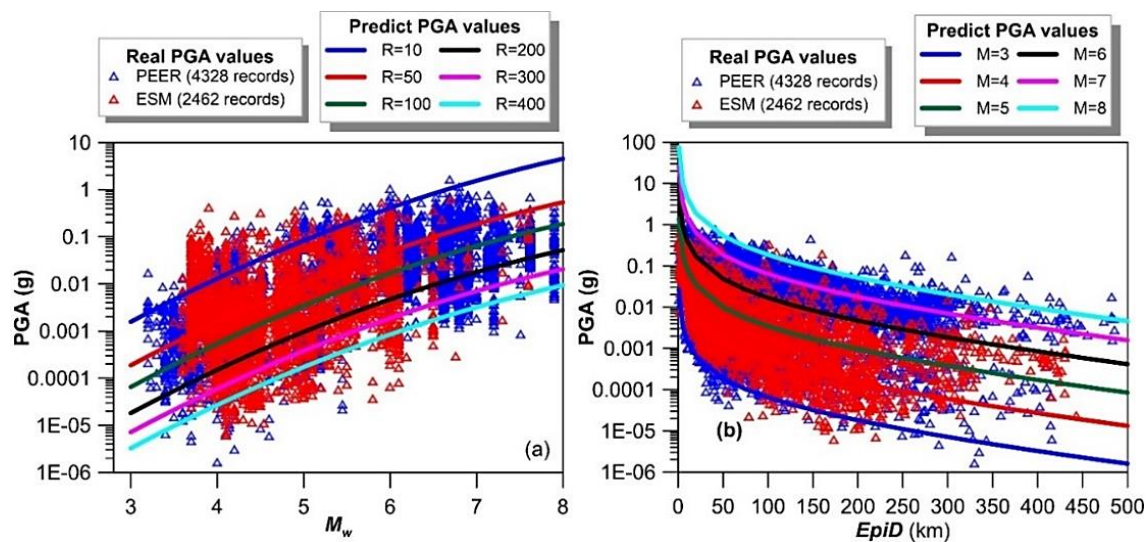 Real PGA values
PEER (4328 records)
ESM (2462 records)
Predict PGA values
R=10 R=200
R=50 R=300
R=100 R=400
10
1
0.1
0.01
0.001
0.0001
1E-05
1E-06
PGA (g)
3 4 5 6 7 8
Mw
(a)
Real PGA values
PEER (4328 records)
ESM (2462 records)
Predict PGA values
M=3 M=6
M=4 M=7
M=5 M=8
100
10
1
0.1
0.01
0.001
0.0001
1E-05
1E-06
PGA (g)
0 50 100 150 200 250 300 350 400 450 500
EpiD (km)
(b)